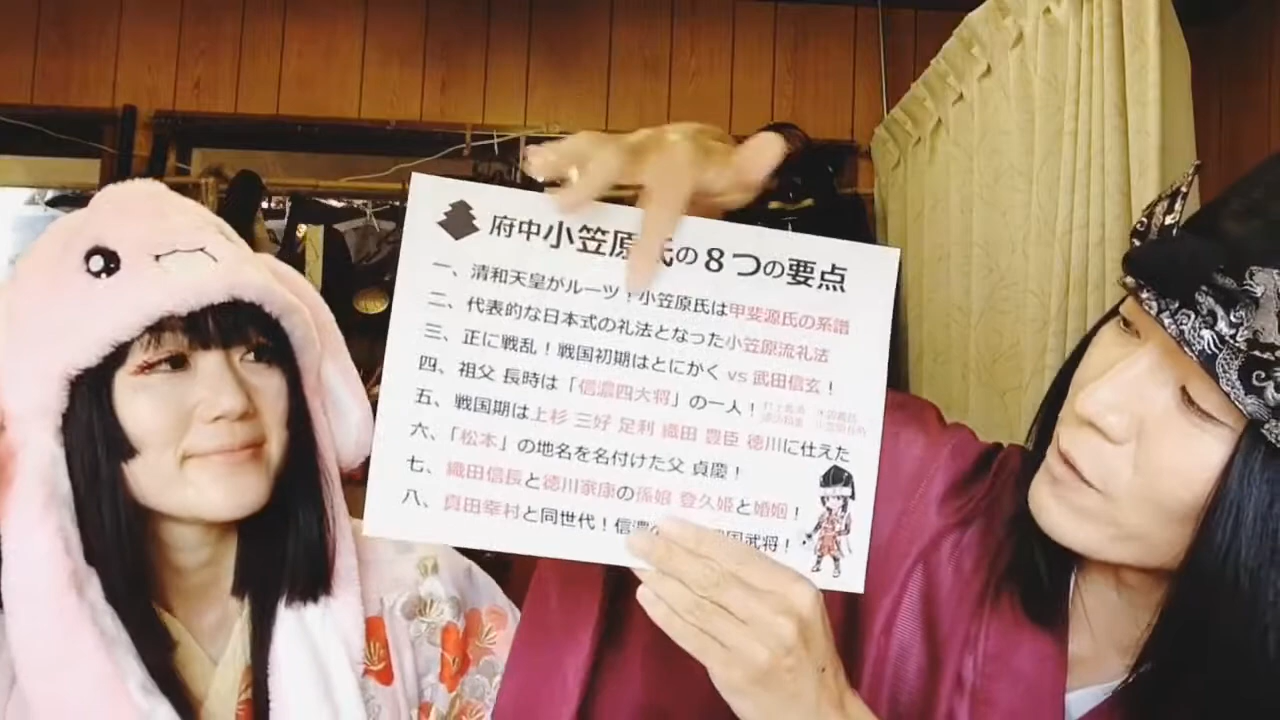 府中小笠原氏の8つの要点
一、清和天皇がルーツ！小笠原氏は甲斐源氏の系譜
二、代表的な日本式の礼法となった小笠原流礼法
三、正に戦乱！戦国初期はとにかく vs 武田信玄！
四、祖父 長時は「信濃四大将」の一人！
五、戦国期は上杉 三好 足利 織田 豊臣 徳川に仕えた
六、「松本」の地名を名付けた父 貞慶！
七、織田信長と徳川家康の孫娘 登久姫と婚姻！
八、真田幸村と同世代！信濃の 国武将！